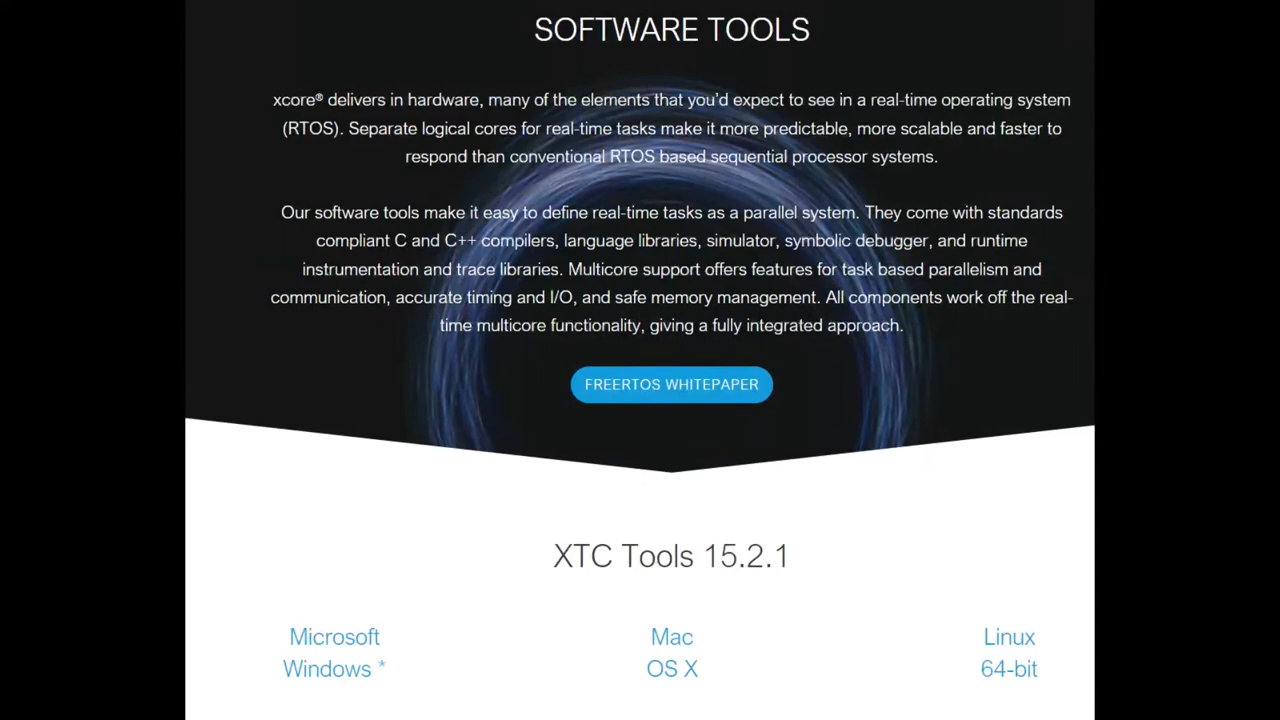 SOFTWARE TOOLS
xcore® delivers in hardware, many of the elements that you'd expect to see in a real-time operating system
(RTOS). Separate logical cores for real-time tasks make it more predictable, more scalable and faster to
respond than conventional RTOS based sequential processor systems.
Our software tools make it easy to define real-time tasks as a parallel system. They come with standards
compliant C and C++ compilers, language libraries, simulator, symbolic debugger, and runtime
instrumentation and trace libraries. Multicore support offers features for task based parallelism and
communication, accurate timing and I/O, and safe memory management. All components work off the real-
time multicore functionality, giving a fully integrated approach.
FREERTOS WHITEPAPER
XTC Tools 15.2.1
Microsoft
Windows *
Mac
OS X
Linux
64-bit